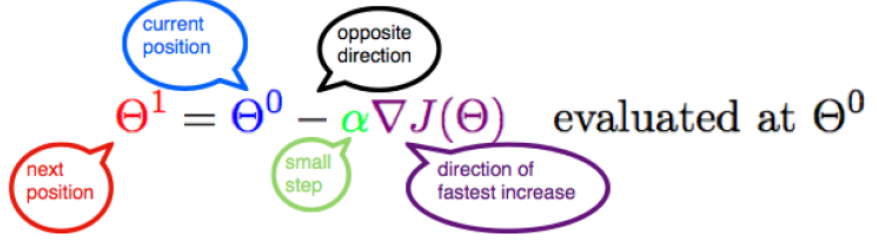 current
position
opposite
direction
Θ¹ = Θ⁰ − α∇J(Θ) evaluated at Θ⁰
next
position
small
step
direction of
fastest increase